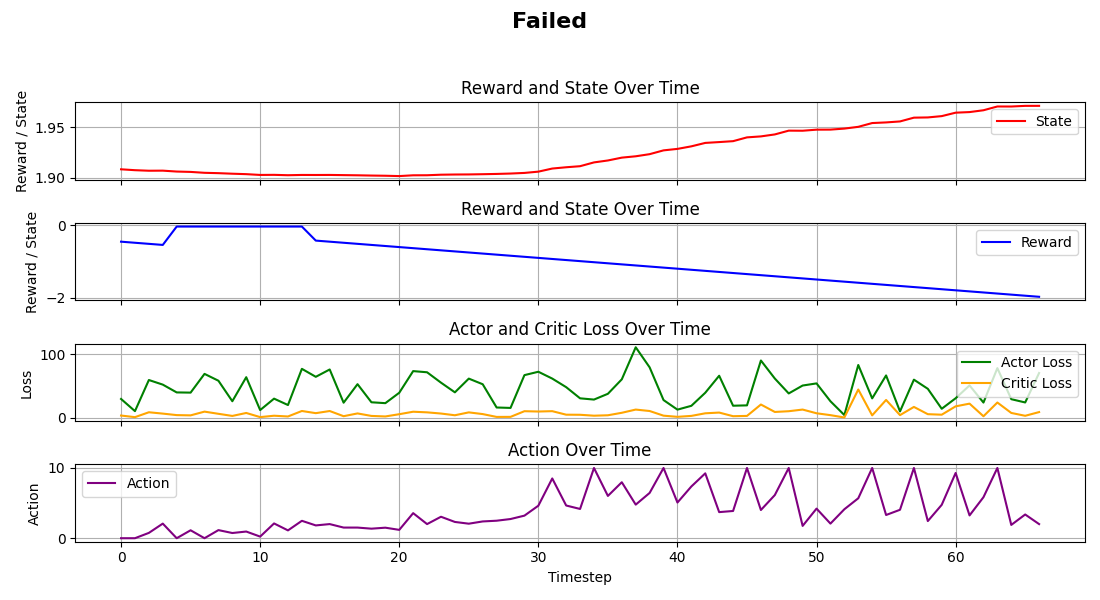 Failed
Reward and State Over Time
Reward / State
1.95
1.90
State
Reward and State Over Time
Reward / State
0
−2
Reward
Actor and Critic Loss Over Time
Loss
100
0
Actor Loss
Critic Loss
Action Over Time
Action
10
0
Action
0 10 20 30 40 50 60
Timestep